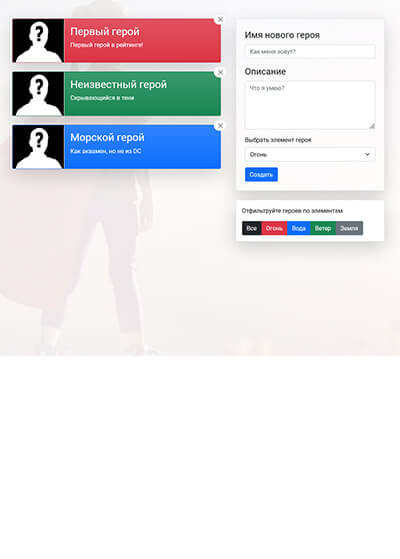 Первый герой
Первый герой в рейтинге!
Неизвестный герой
Скрывающийся в тени
Морской герой
Как аквамен, но не из DC
Имя нового героя
Как меня зовут?
Описание
Что я умею?
Выбрать элемент героя
Огонь
Создать
Отфильтруйте героев по элементам
Все Огонь Вода Ветер Земля